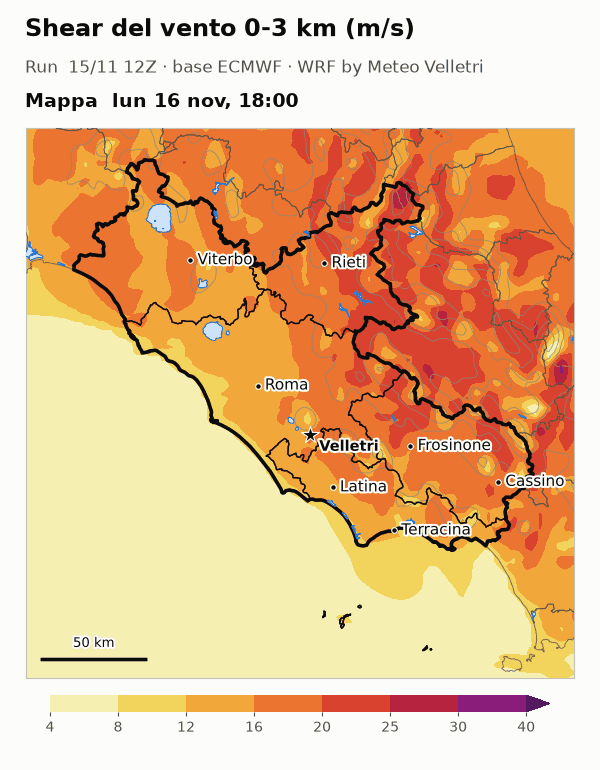 Shear del vento 0-3 km (m/s)
Run  15/11 12Z · base ECMWF · WRF by Meteo Velletri
Mappa  lun 16 nov, 18:00
Viterbo
Rieti
Roma
Velletri
Frosinone
Latina
Cassino
Terracina
50 km
4 8 12 16 20 25 30 40